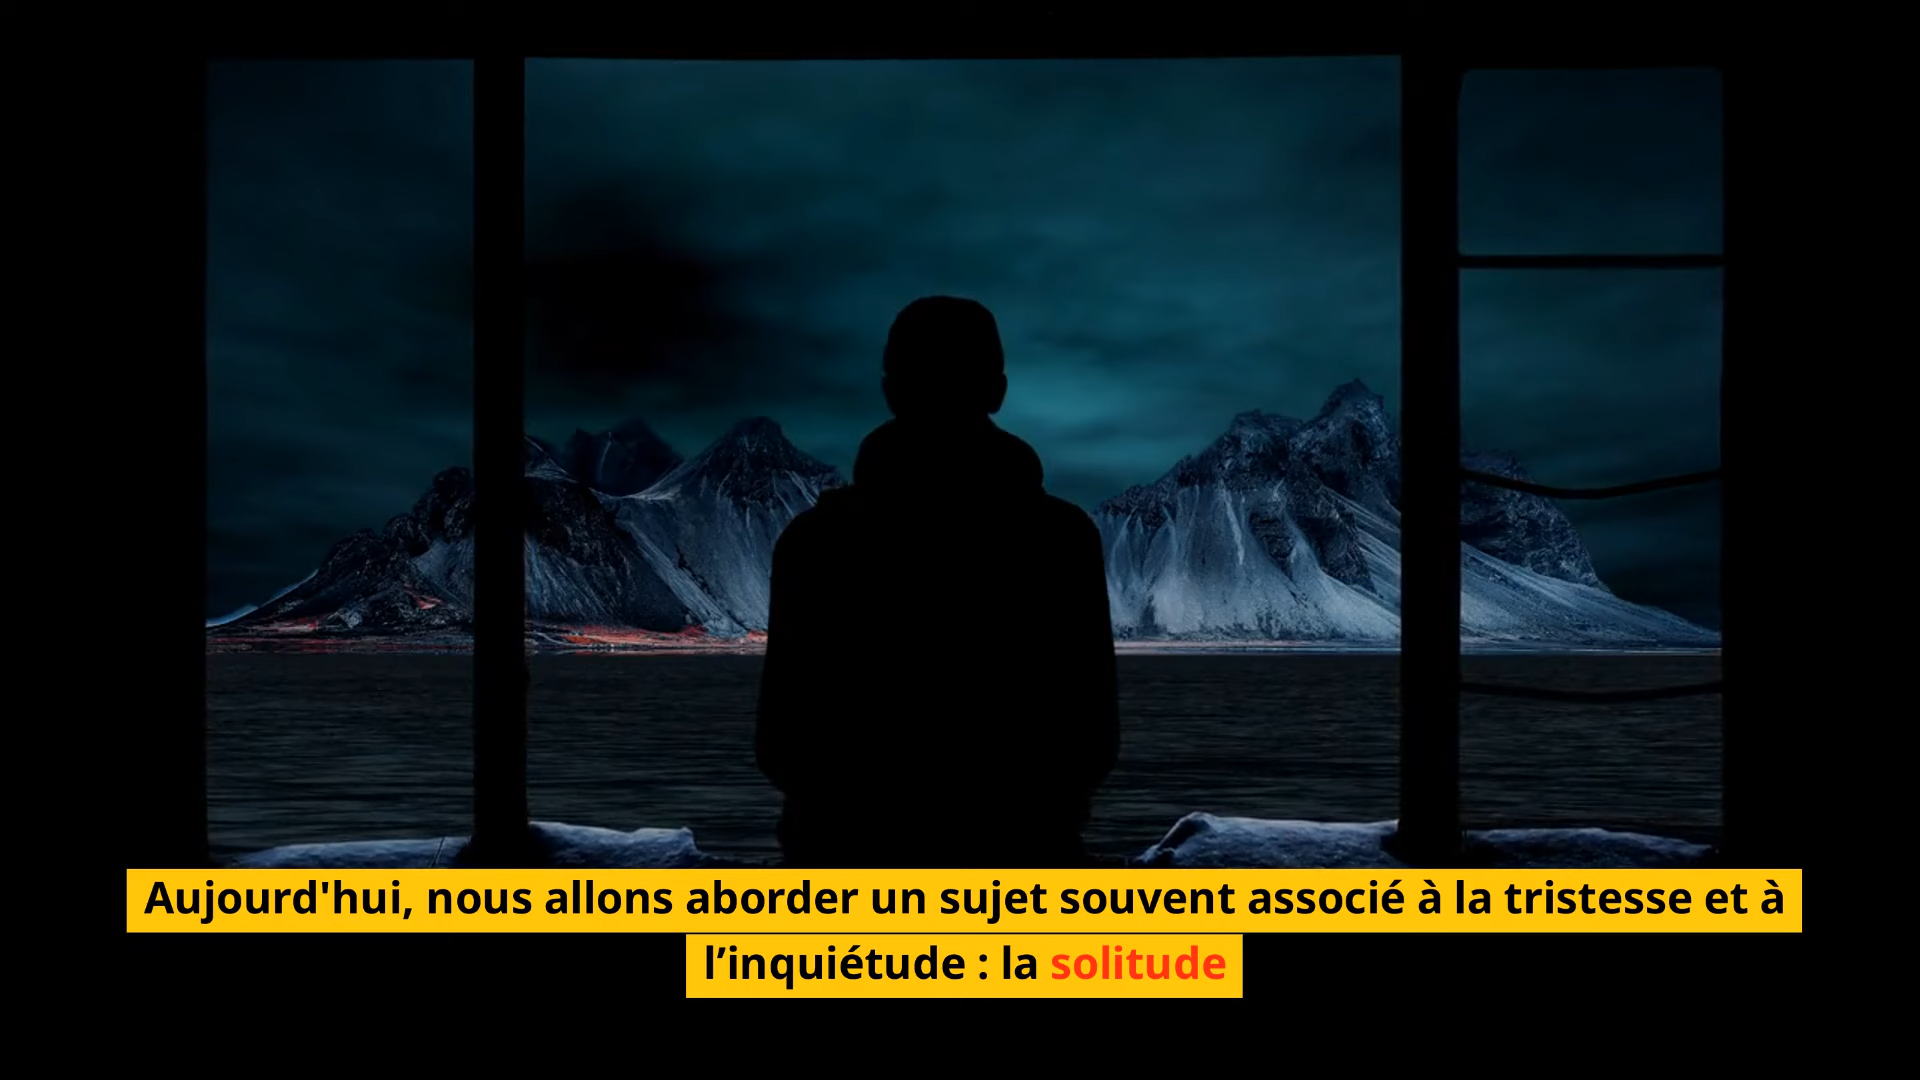 Aujourd'hui, nous allons aborder un sujet souvent associé à la tristesse et à
l’inquiétude : la solitude